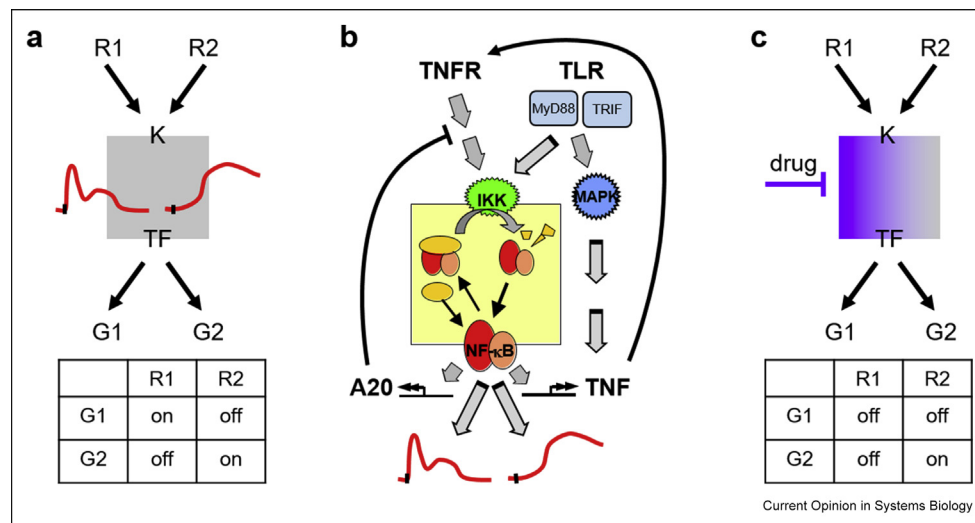 a
R1 R2
K
TF
G1 G2
R1 R2
G1 on off
G2 off on
b
TNFR TLR
MyD88 TRIF
IKK MAPK
NF-κB
A20 TNF
c
R1 R2
K
drug
TF
G1 G2
R1 R2
G1 off off
G2 off on
Current Opinion in Systems Biology